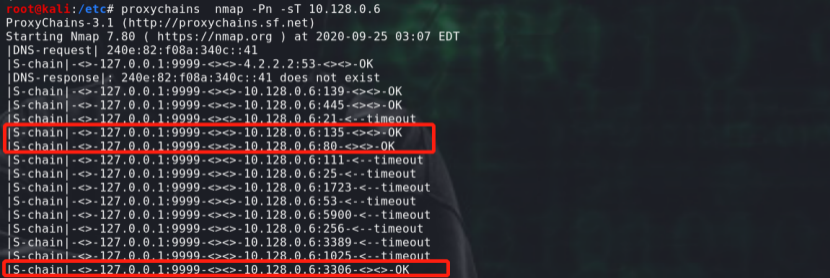 root@kali:/etc# proxychains  nmap -Pn -sT 10.128.0.6
ProxyChains-3.1 (http://proxychains.sf.net)
Starting Nmap 7.80 ( https://nmap.org ) at 2020-09-25 03:07 EDT
|DNS-request| 240e:82:f08a:340c::41
|S-chain|-<>-127.0.0.1:9999-<><>-4.2.2.2:53-<><>-OK
|DNS-response|: 240e:82:f08a:340c::41 does not exist
|S-chain|-<>-127.0.0.1:9999-<><>-10.128.0.6:139-<><>-OK
|S-chain|-<>-127.0.0.1:9999-<><>-10.128.0.6:445-<><>-OK
|S-chain|-<>-127.0.0.1:9999-<><>-10.128.0.6:21-<--timeout
|S-chain|-<>-127.0.0.1:9999-<><>-10.128.0.6:135-<><>-OK
|S-chain|-<>-127.0.0.1:9999-<><>-10.128.0.6:80-<><>-OK
|S-chain|-<>-127.0.0.1:9999-<><>-10.128.0.6:111-<--timeout
|S-chain|-<>-127.0.0.1:9999-<><>-10.128.0.6:25-<--timeout
|S-chain|-<>-127.0.0.1:9999-<><>-10.128.0.6:1723-<--timeout
|S-chain|-<>-127.0.0.1:9999-<><>-10.128.0.6:53-<--timeout
|S-chain|-<>-127.0.0.1:9999-<><>-10.128.0.6:5900-<--timeout
|S-chain|-<>-127.0.0.1:9999-<><>-10.128.0.6:256-<--timeout
|S-chain|-<>-127.0.0.1:9999-<><>-10.128.0.6:3389-<--timeout
|S-chain|-<>-127.0.0.1:9999-<><>-10.128.0.6:1025-<--timeout
|S-chain|-<>-127.0.0.1:9999-<><>-10.128.0.6:3306-<><>-OK